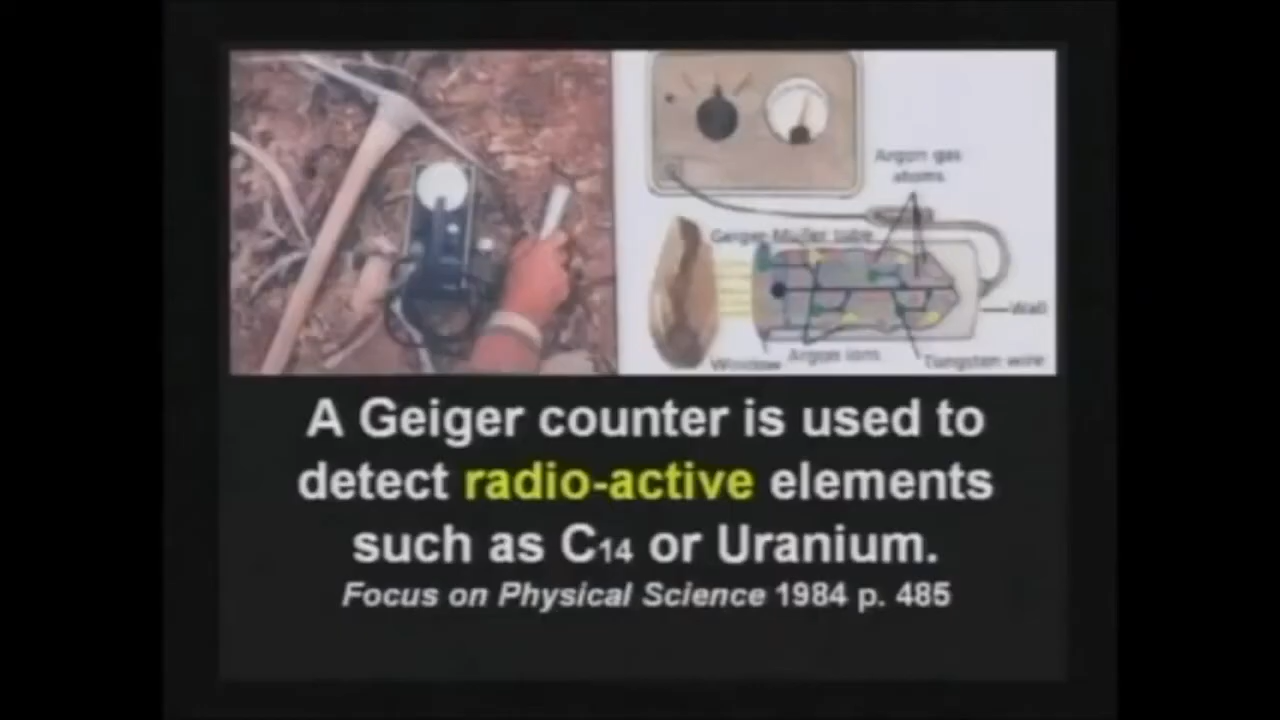 Argon gas
atoms
Geiger Muller tube
Wall
Window
Argon ions
Tungsten wire
A Geiger counter is used to
detect radio-active elements
such as C14 or Uranium.
Focus on Physical Science 1984 p. 485